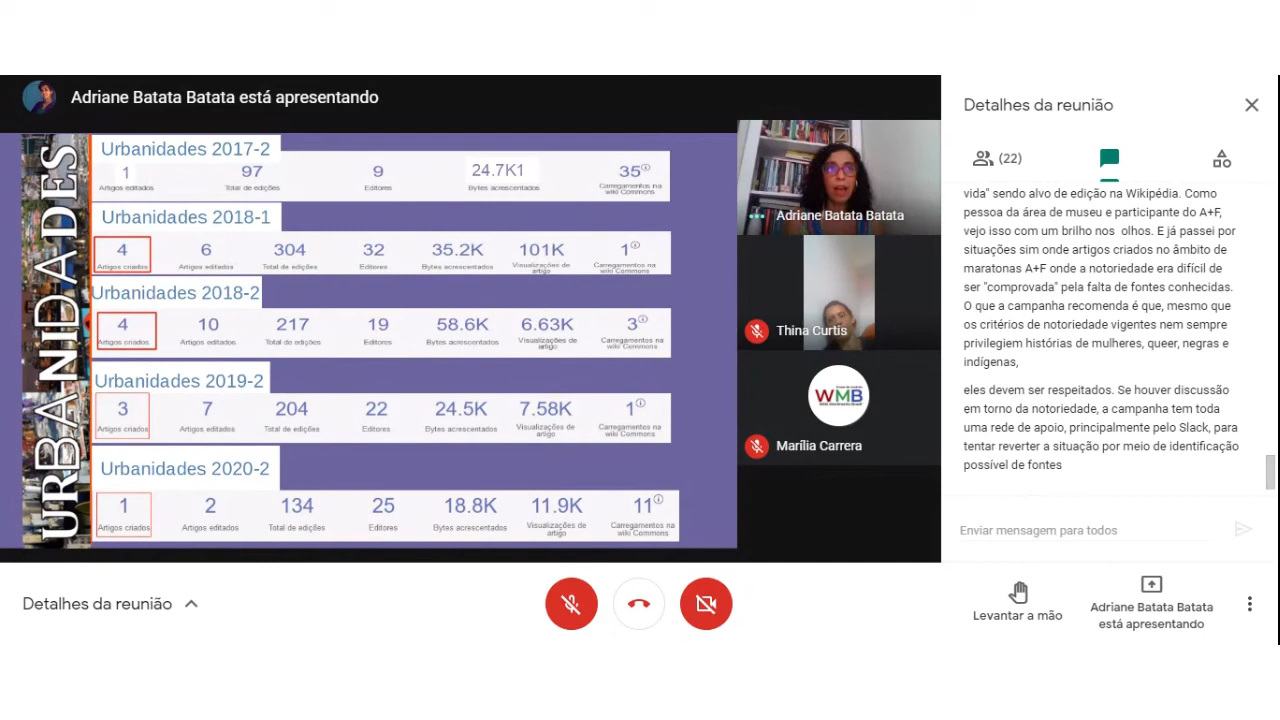 Adriane Batata Batata está apresentando
URBANIDADES
Urbanidades 2017-2
1 97 9 24.7K1 35
Artigos editados Total de edições Editores Bytes acrescentados Carregamentos na
wiki Commons
Urbanidades 2018-1
4 6 304 32 35.2K 101K 1
Artigos criados Artigos editados Total de edições Editores Bytes acrescentados Visualizações de
artigo
Carregamentos na
wiki Commons
Urbanidades 2018-2
4 10 217 19 58.6K 6.63K 3
Artigos criados Artigos editados Total de edições Editores Bytes acrescentados Visualizações de
artigo
Carregamentos na
wiki Commons
Urbanidades 2019-2
3 7 204 22 24.5K 7.58K 1
Artigos criados Artigos editados Total de edições Editores Bytes acrescentados Visualizações de
artigo
Carregamentos na
wiki Commons
Urbanidades 2020-2
1 2 134 25 18.8K 11.9K 11
Artigos criados Artigos editados Total de edições Editores Bytes acrescentados Visualizações de
artigo
Carregamentos na
wiki Commons
Adriane Batata Batata
Thina Curtis
WMB
Marília Carrera
Detalhes da reunião
(22)
vida" sendo alvo de edição na Wikipédia. Como
pessoa da área de museu e participante do A+F,
vejo isso com um brilho nos olhos. E já passei por
situações sim onde artigos criados no âmbito de
maratonas A+F onde a notoriedade era difícil de
ser "comprovada" pela falta de fontes conhecidas.
O que a campanha recomenda é que, mesmo que
os critérios de notoriedade vigentes nem sempre
privilegiem histórias de mulheres, queer, negras e
indígenas,
eles devem ser respeitados. Se houver discussão
em torno da notoriedade, a campanha tem toda
uma rede de apoio, principalmente pelo Slack, para
tentar reverter a situação por meio de identificação
possível de fontes
Enviar mensagem para todos
Detalhes da reunião
Levantar a mão
Adriane Batata Batata
está apresentando